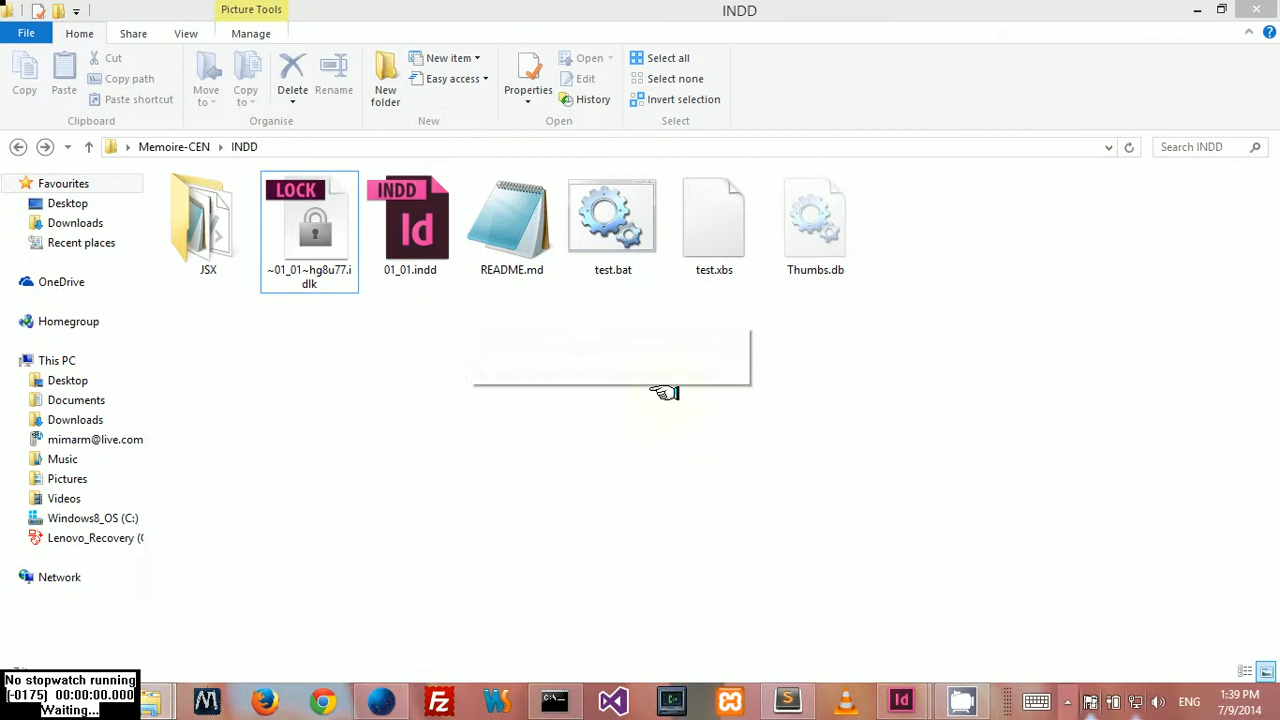 Picture Tools
INDD
File
Home
Share
View
Manage
Copy
Paste
Cut
Copy path
Paste shortcut
Clipboard
Move to
Copy to
Delete
Rename
Organise
New folder
New item
Easy access
New
Properties
Open
Edit
History
Open
Select all
Select none
Invert selection
Select
Memoire-CEN
INDD
Search INDD
Favourites
Desktop
Downloads
Recent places
OneDrive
Homegroup
This PC
Desktop
Documents
Downloads
mimarm@live.com
Music
Pictures
Videos
Windows8_OS (C:)
Lenovo_Recovery (
Network
LOCK
~01_01~hg8u77.i
dlk
INDD
Id
01_01.indd
JSX
README.md
test.bat
test.xbs
Thumbs.db
No stopwatch running
[-0175] 00:00:00.000
Waiting...
ENG
1:39 PM
7/9/2014